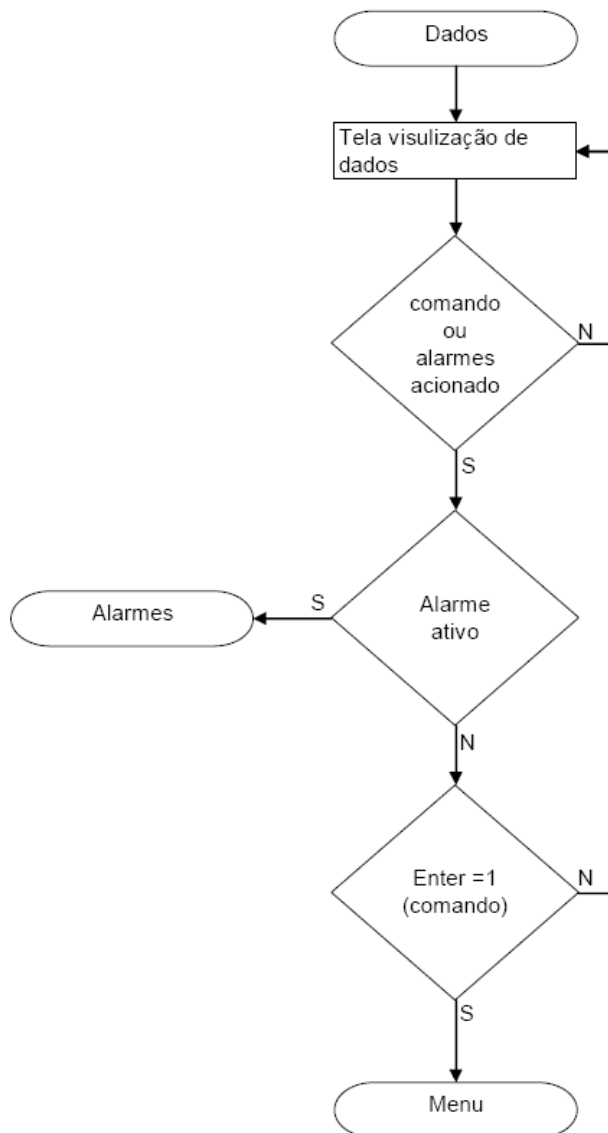 Dados
Tela visulização de
dados
comando
ou
alarmes
acionado
N
S
Alarmes
S
Alarme
ativo
N
Enter =1
(comando)
N
S
Menu